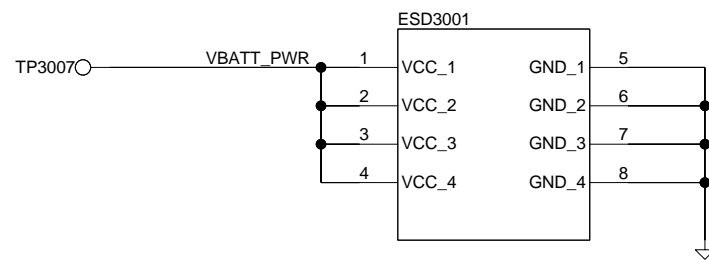 ESD3001
TP3007 VBATT_PWR 1 VCC_1 GND_1 5
2 VCC_2 GND_2 6
3 VCC_3 GND_3 7
4 VCC_4 GND_4 8